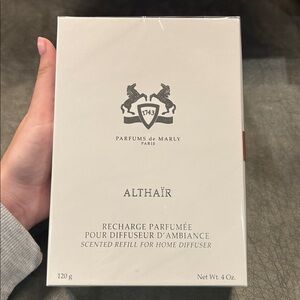 1743
PARFUMS de MARLY
PARIS
ALTHAÏR
RECHARGE PARFUMÉE
POUR DIFFUSEUR D'AMBIANCE
SCENTED REFILL FOR HOME DIFFUSER
120 g Net Wt. 4 Oz.